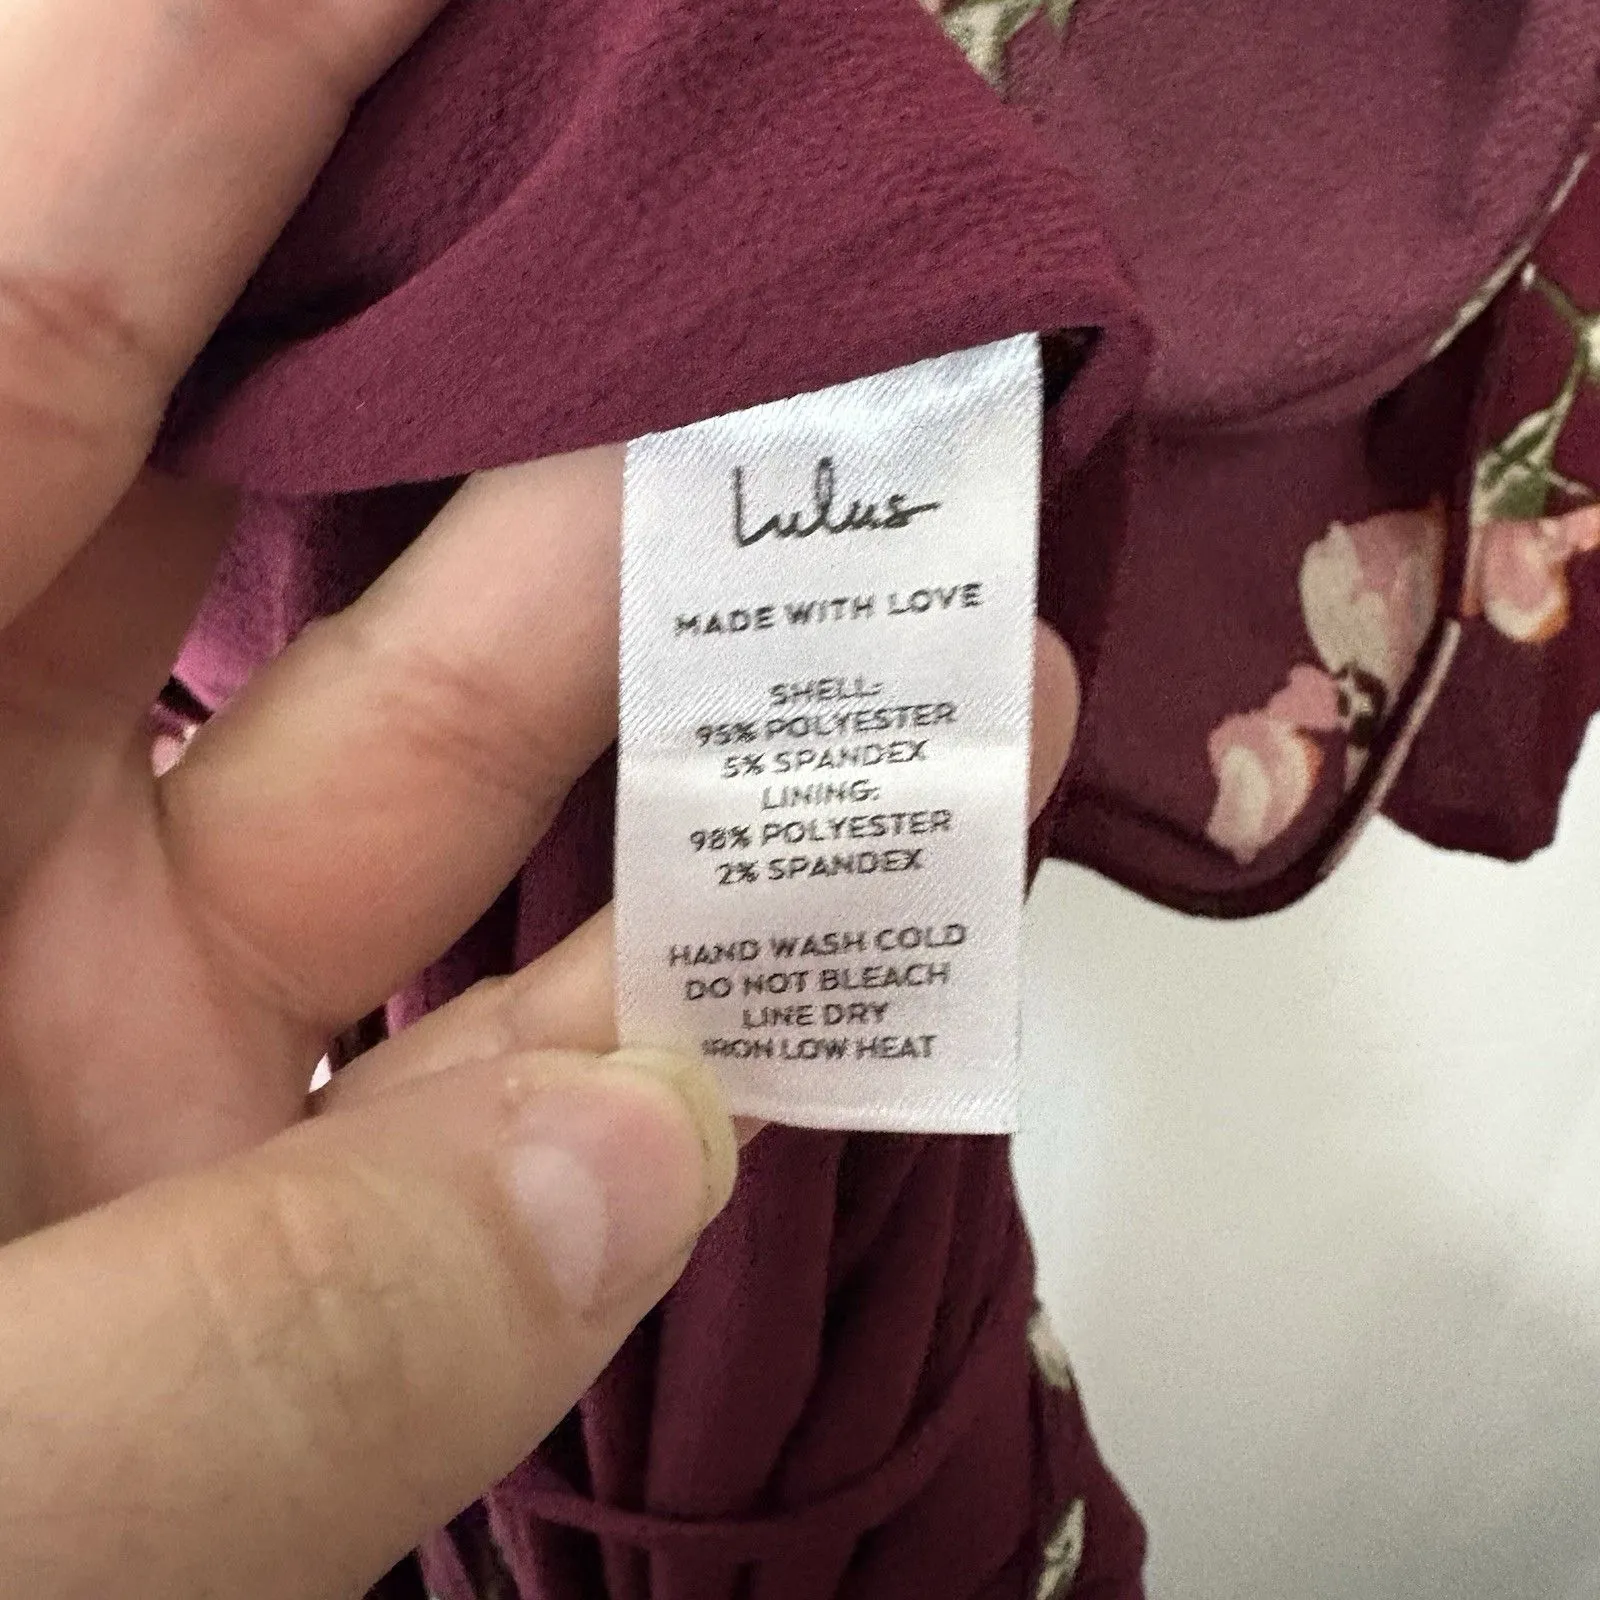 Lulus
MADE WITH LOVE
SHELL:
95% POLYESTER
5% SPANDEX
LINING:
98% POLYESTER
2% SPANDEX
HAND WASH COLD
DO NOT BLEACH
LINE DRY
IRON LOW HEAT